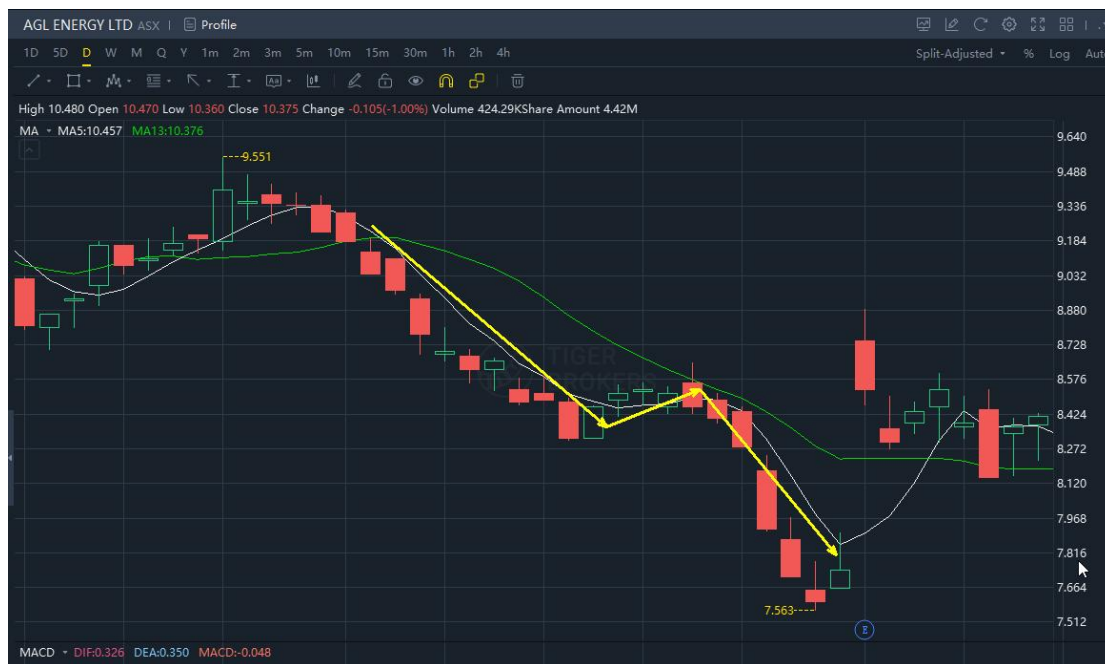 AGL ENERGY LTD ASX Profile
1D 5D D W M Q Y 1m 2m 3m 5m 10m 15m 30m 1h 2h 4h Split-Adjusted % Log Aut
High 10.480 Open 10.470 Low 10.360 Close 10.375 Change -0.105(-1.00%) Volume 424.29KShare Amount 4.42M
MA MA5:10.457 MA13:10.376
9.640
9.551
9.488
9.336
9.184
9.032
8.880
8.728
TIGER
BROKERS
8.576
8.424
8.272
8.120
7.968
7.816
7.664
7.563
7.512
E
MACD DIF:0.326 DEA:0.350 MACD:-0.048